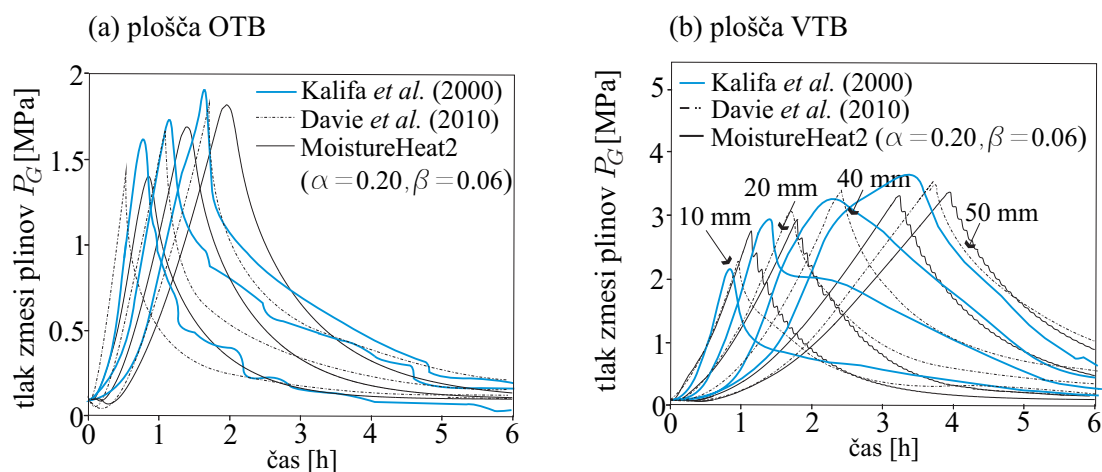 (a) plošča OTB
tlak zmesi plinov P_G [MPa]
2
1.5
1
0.5
0
Kalifa et al. (2000)
Davie et al. (2010)
MoistureHeat2
(α=0.20, β=0.06)
0 1 2 3 4 5 6
čas [h]
(b) plošča VTB
tlak zmesi plinov P_G [MPa]
5
4
3
2
1
0
Kalifa et al. (2000)
Davie et al. (2010)
MoistureHeat2 (α=0.20, β=0.06)
10 mm
20 mm
40 mm
50 mm
0 1 2 3 4 5 6
čas [h]